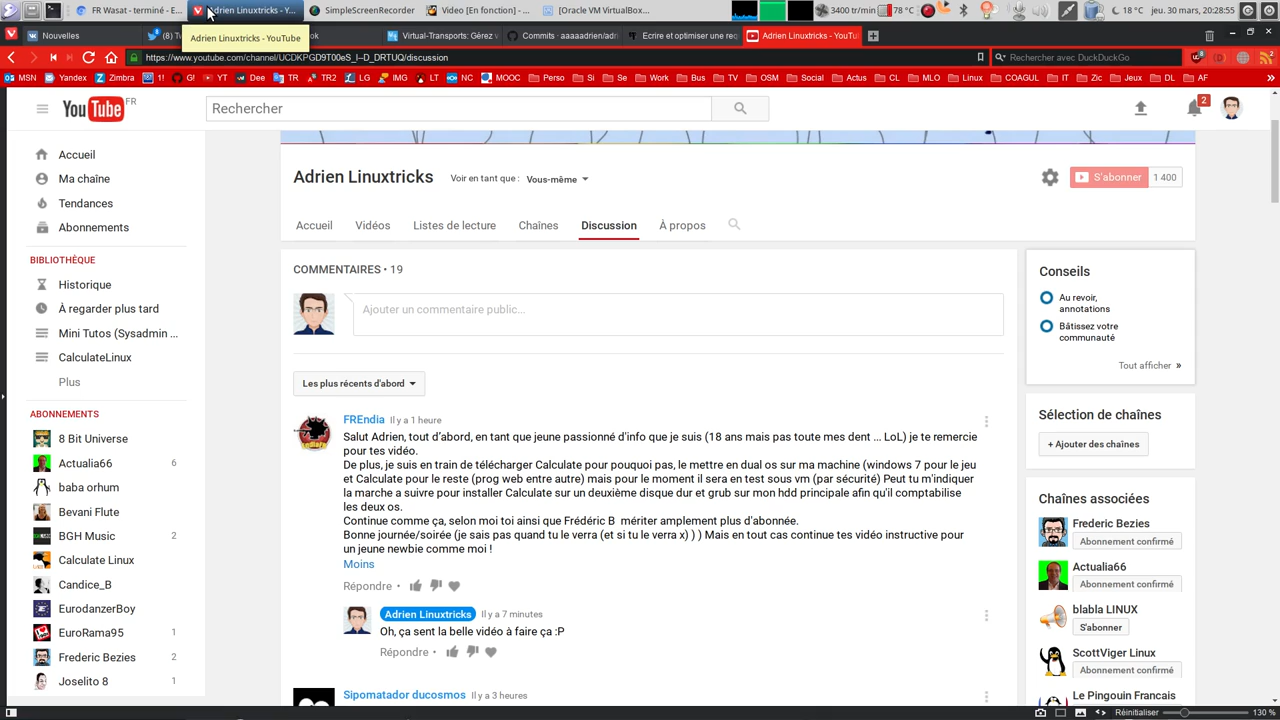 FR Wasat - terminé - E...
Adrien Linuxtricks - Y...
SimpleScreenRecorder
Video [En fonction] - ...
[Oracle VM VirtualBox...
3400 tr/min
78 °C
18 °C
jeu. 30 mars, 20:28:55
Adrien Linuxtricks - YouTube
Nouvelles
(8) Tw
ok
Virtual-Transports: Gérez v
Commits · aaaaadrien/adri
Ecrire et optimiser une req
Adrien Linuxtricks - YouTu
https://www.youtube.com/channel/UCDKPGD9T00eS_l--D_DRTUQ/discussion
Rechercher avec DuckDuckGo
MSN
Yandex
Zimbra
1!
G!
YT
Dee
TR
TR2
LG
IMG
LT
NC
MOOC
Perso
Si
Se
Work
Bus
TV
OSM
Social
Actus
CL
MLO
Linux
COAGUL
IT
Zic
Jeux
DL
AF
»
YouTube FR
Rechercher
2
Accueil
Ma chaîne
Tendances
Abonnements
BIBLIOTHÈQUE
Historique
À regarder plus tard
Mini Tutos (Sysadmin ...
CalculateLinux
Plus
ABONNEMENTS
8 Bit Universe
Actualia66 6
baba orhum
Bevani Flute
BGH Music 2
Calculate Linux
Candice_B
EurodanzerBoy
EuroRama95 1
Frederic Bezies 2
Joselito 8 1
Adrien Linuxtricks
Voir en tant que : Vous-même
S'abonner 1 400
Accueil
Vidéos
Listes de lecture
Chaînes
Discussion
À propos
COMMENTAIRES • 19
Ajouter un commentaire public...
Les plus récents d'abord
FREndia Il y a 1 heure
Salut Adrien, tout d'abord, en tant que jeune passionné d'info que je suis (18 ans mais pas toute mes dent ... LoL) je te remercie
pour tes vidéo.
De plus, je suis en train de télécharger Calculate pour pouquoi pas, le mettre en dual os sur ma machine (windows 7 pour le jeu
et Calculate pour le reste (prog web entre autre) mais pour le moment il sera en test sous vm (par sécurité) Peut tu m'indiquer
la marche a suivre pour installer Calculate sur un deuxième disque dur et grub sur mon hdd principale afin qu'il comptabilise
les deux os.
Continue comme ça, selon moi toi ainsi que Frédéric B mériter amplement plus d'abonnée.
Bonne journée/soirée (je sais pas quand tu le verra (et si tu le verra x) ) ) Mais en tout cas continue tes vidéo instructive pour
un jeune newbie comme moi !
Moins
Répondre •
Adrien Linuxtricks Il y a 7 minutes
Oh, ça sent la belle vidéo à faire ça :P
Répondre •
Sipomatador ducosmos Il y a 3 heures
Conseils
Au revoir,
annotations
Bâtissez votre
communauté
Tout afficher »
Sélection de chaînes
+ Ajouter des chaînes
Chaînes associées
Frederic Bezies
Abonnement confirmé
Actualia66
Abonnement confirmé
blabla LINUX
S'abonner
ScottViger Linux
Abonnement confirmé
Le Pingouin Francais
Réinitialiser
130 %